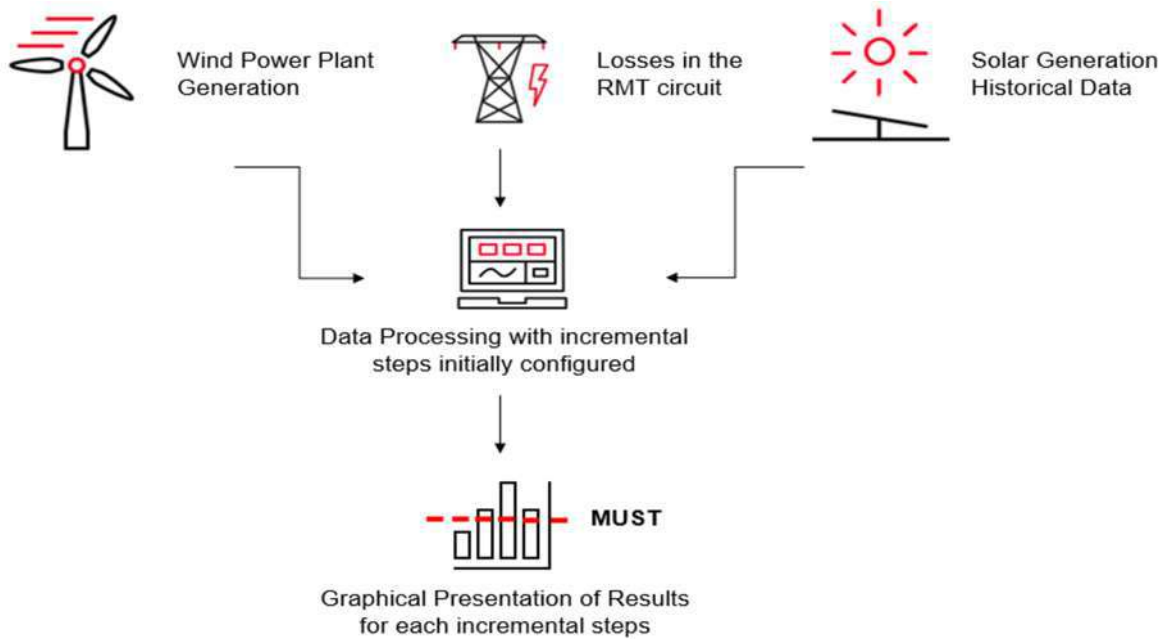 Wind Power Plant
Generation
Losses in the
RMT circuit
Solar Generation
Historical Data
Data Processing with incremental
steps initially configured
MUST
Graphical Presentation of Results
for each incremental steps